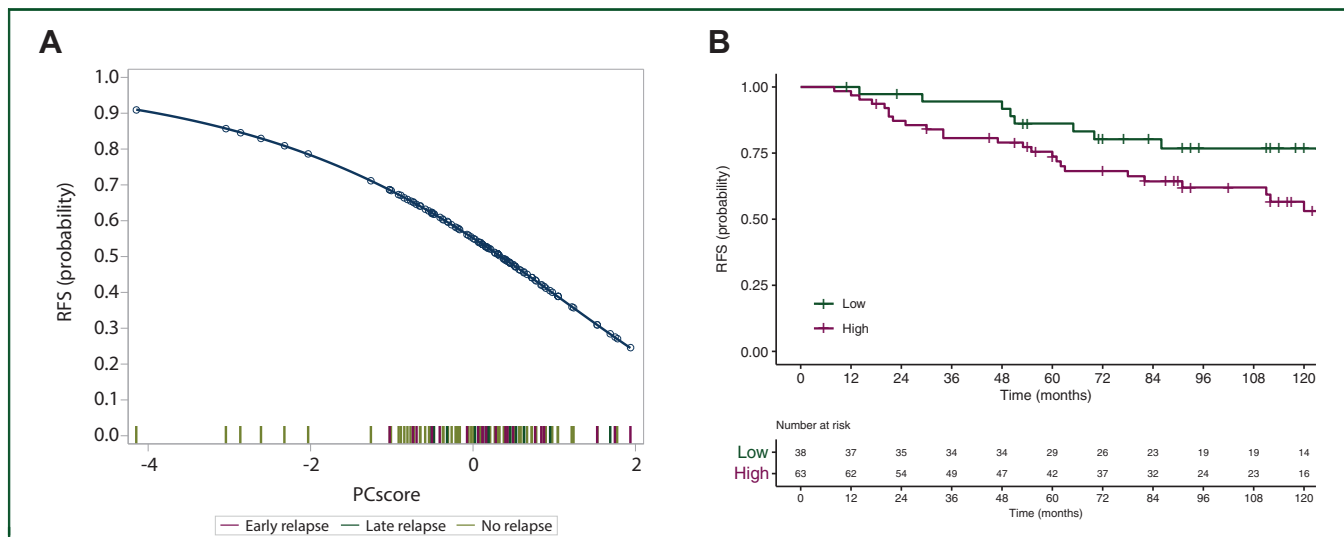 A
1.0
0.9
0.8
0.7
0.6
0.5
0.4
0.3
0.2
0.1
0.0
RFS (probability)
-4 -2 0 2
PCscore
Early relapse Late relapse No relapse
B
1.00
0.75
0.50
0.25
0.00
RFS (probability)
Low
High
0 12 24 36 48 60 72 84 96 108 120
Time (months)
Number at risk
Low 38 37 35 34 34 29 26 23 19 19 14
High 63 62 54 49 47 42 37 32 24 23 16
0 12 24 36 48 60 72 84 96 108 120
Time (months)